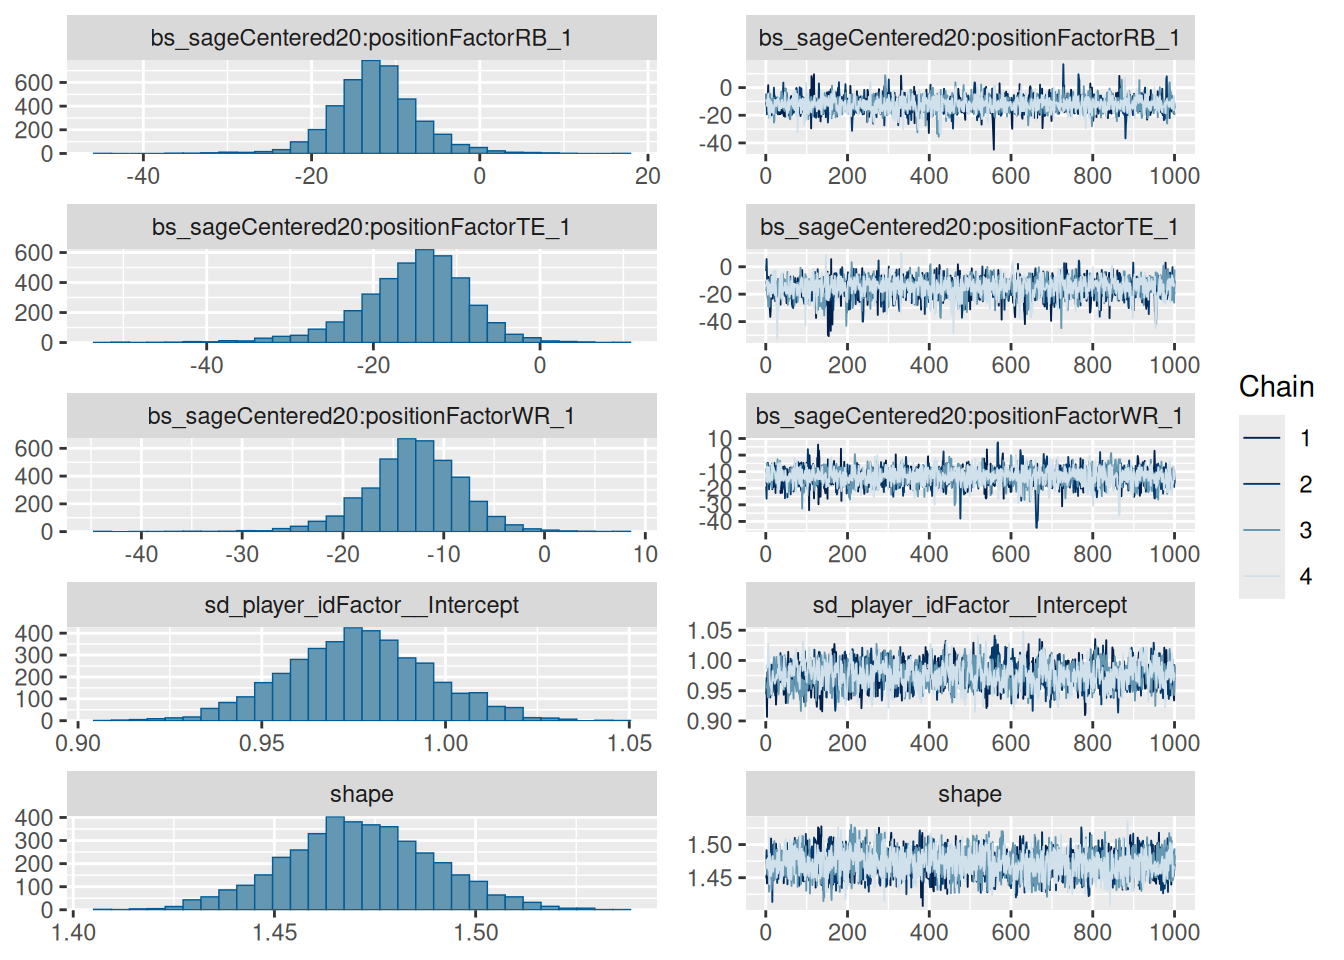 bs_sageCentered20:positionFactorRB_1
600
400
200
0
-40 -20 0 20
bs_sageCentered20:positionFactorRB_1
0
-20
-40
0 200 400 600 800 1000
bs_sageCentered20:positionFactorTE_1
600
400
200
0
-40 -20 0
bs_sageCentered20:positionFactorTE_1
0
-20
-40
0 200 400 600 800 1000
bs_sageCentered20:positionFactorWR_1
600
400
200
0
-40 -30 -20 -10 0 10
bs_sageCentered20:positionFactorWR_1
10
0
-10
-20
-30
-40
0 200 400 600 800 1000
sd_player_idFactor__Intercept
400
300
200
100
0
0.90 0.95 1.00 1.05
sd_player_idFactor__Intercept
1.05
1.00
0.95
0.90
0 200 400 600 800 1000
shape
400
300
200
100
0
1.40 1.45 1.50
shape
1.50
1.45
0 200 400 600 800 1000
Chain
1
2
3
4